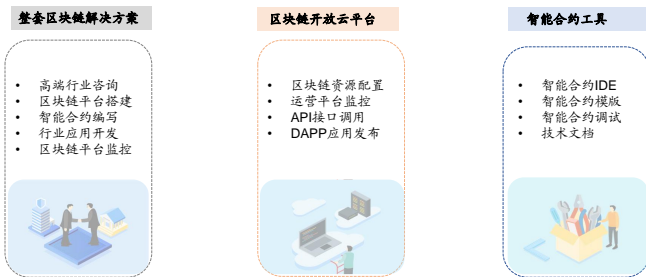 整套区块链解决方案
• 高端行业咨询
• 区块链平台搭建
• 智能合约编写
• 行业应用开发
• 区块链平台监控
区块链开放云平台
• 区块链资源配置
• 运营平台监控
• API接口调用
• DAPP应用发布
智能合约工具
• 智能合约IDE
• 智能合约模版
• 智能合约调试
• 技术文档